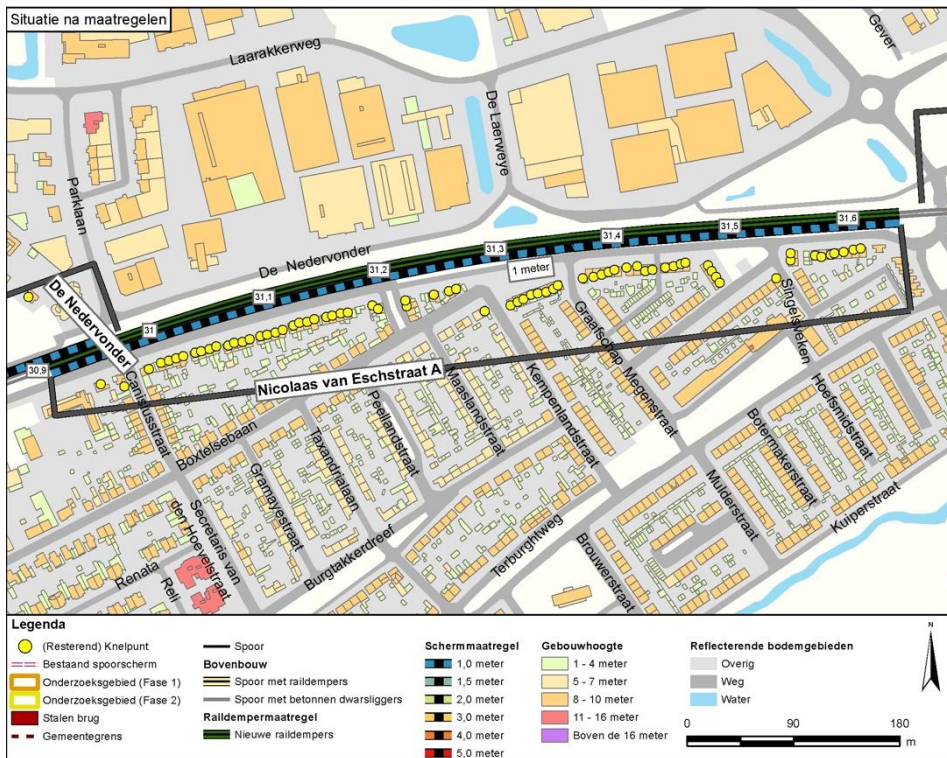 Situatie na maatregelen
Laarakkerweg
Gever
De Laerweye
Parklaan
De Nedervonder
31,6
31,5
31,4
31,3
31,2
31,1
31
30,9
1 meter
De Nedervonder
Nicolaas van Eschstraat A
Canisiusstraat
Boxtelsebaan
Peellandstraat
Maaslandstraat
Kempenlandstraat
Graafschap Megenstraat
Singelsveken
Hoefsmidstraat
Botermakerstraat
Mulderstraat
Kuiperstraat
Taxandrialaan
Gramayestraat
Secretaris van
den Hoevelstraat
Renata
Reli
Burgtakkerdreef
Terburghtweg
Brouwerstraat
Legenda
(Resterend) Knelpunt
Bestaand spoorscherm
Onderzoeksgebied (Fase 1)
Onderzoeksgebied (Fase 2)
Stalen brug
Gemeentegrens
Spoor
Bovenbouw
Spoor met raildempers
Spoor met betonnen dwarsliggers
Raildempermaatregel
Nieuwe raildempers
Schermmaatregel
1,0 meter
1,5 meter
2,0 meter
3,0 meter
4,0 meter
5,0 meter
Gebouwhoogte
1 - 4 meter
5 - 7 meter
8 - 10 meter
11 - 16 meter
Boven de 16 meter
Reflecterende bodemgebieden
Overig
Weg
Water
N
0 90 180
m